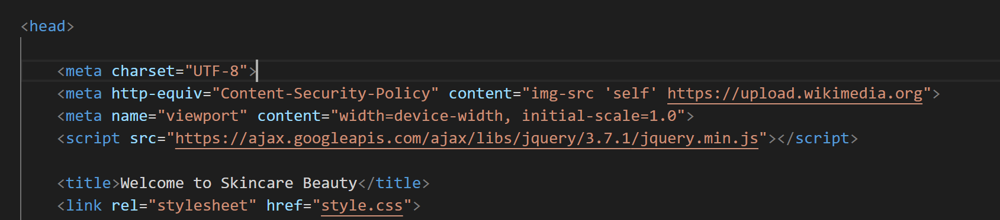 <head>
<meta charset="UTF-8">
<meta http-equiv="Content-Security-Policy" content="img-src 'self' https://upload.wikimedia.org">
<meta name="viewport" content="width=device-width, initial-scale=1.0">
<script src="https://ajax.googleapis.com/ajax/libs/jquery/3.7.1/jquery.min.js"></script>
<title>Welcome to Skincare Beauty</title>
<link rel="stylesheet" href="style.css">